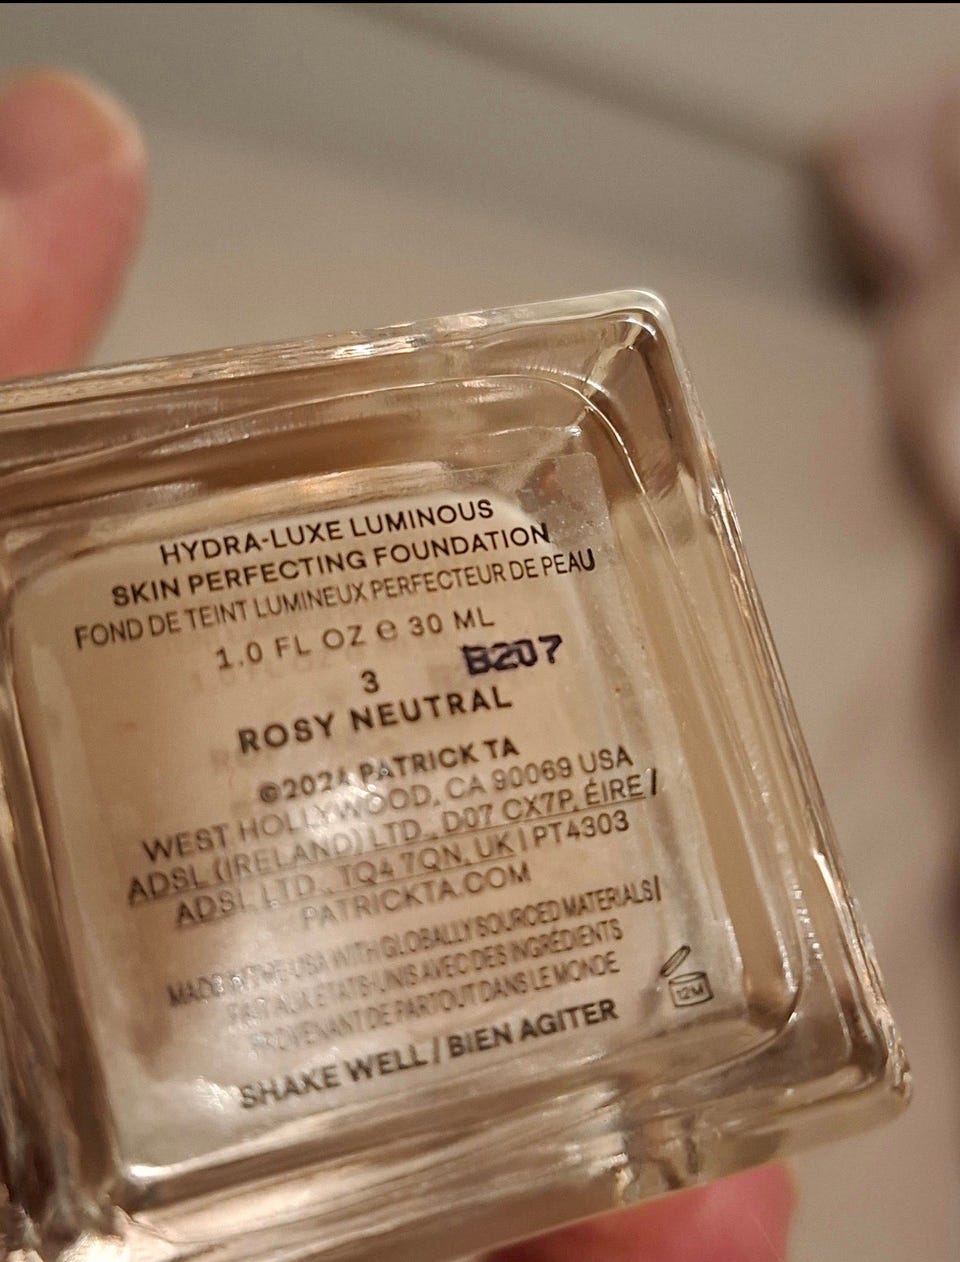 HYDRA-LUXE LUMINOUS
SKIN PERFECTING FOUNDATION
FOND DE TEINT LUMINEUX PERFECTEUR DE PEAU
1.0 FL OZ ℮ 30 ML
3 B207
ROSY NEUTRAL
©2024 PATRICK TA
WEST HOLLYWOOD, CA 90069 USA
ADSL (IRELAND) LTD., D07 CX7P, ÉIRE /
ADSL LTD., TQ4 7QN, UK | PT4303
PATRICKTA.COM
MADE IN THE USA WITH GLOBALLY SOURCED MATERIALS /
FAIT AUX ÉTATS-UNIS AVEC DES INGRÉDIENTS
PROVENANT DE PARTOUT DANS LE MONDE
12M
SHAKE WELL / BIEN AGITER